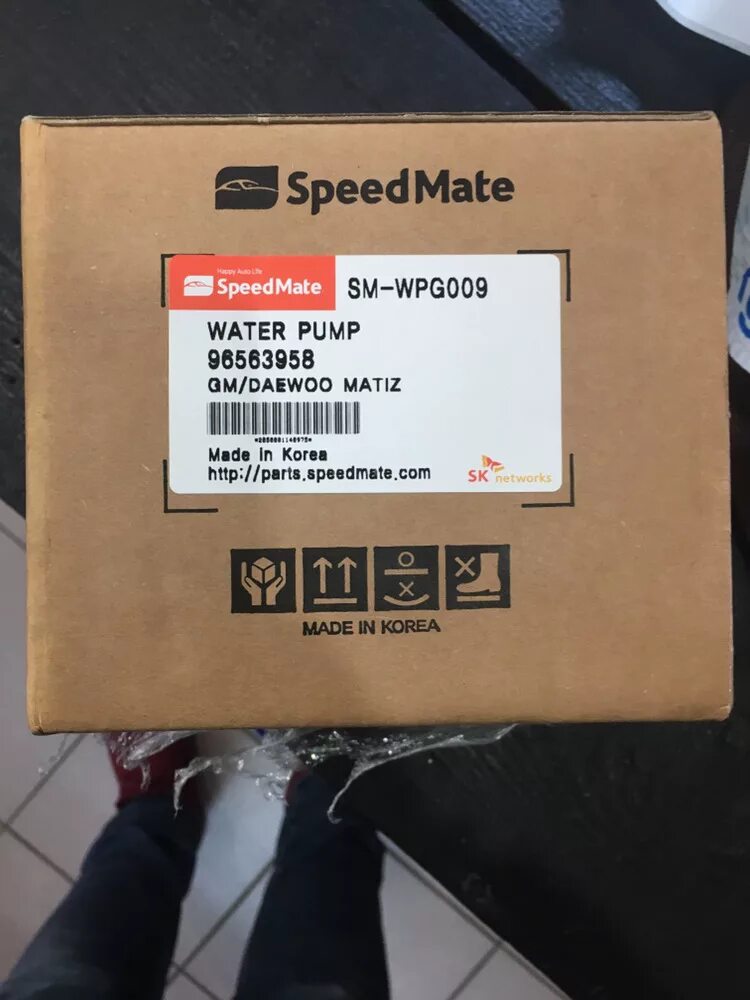 SpeedMate
Happy Auto Life
SpeedMate
SM-WPG009
WATER PUMP
96563958
GM/DAEWOO MATIZ
Made in Korea
http://parts.speedmate.com
SK networks
MADE IN KOREA